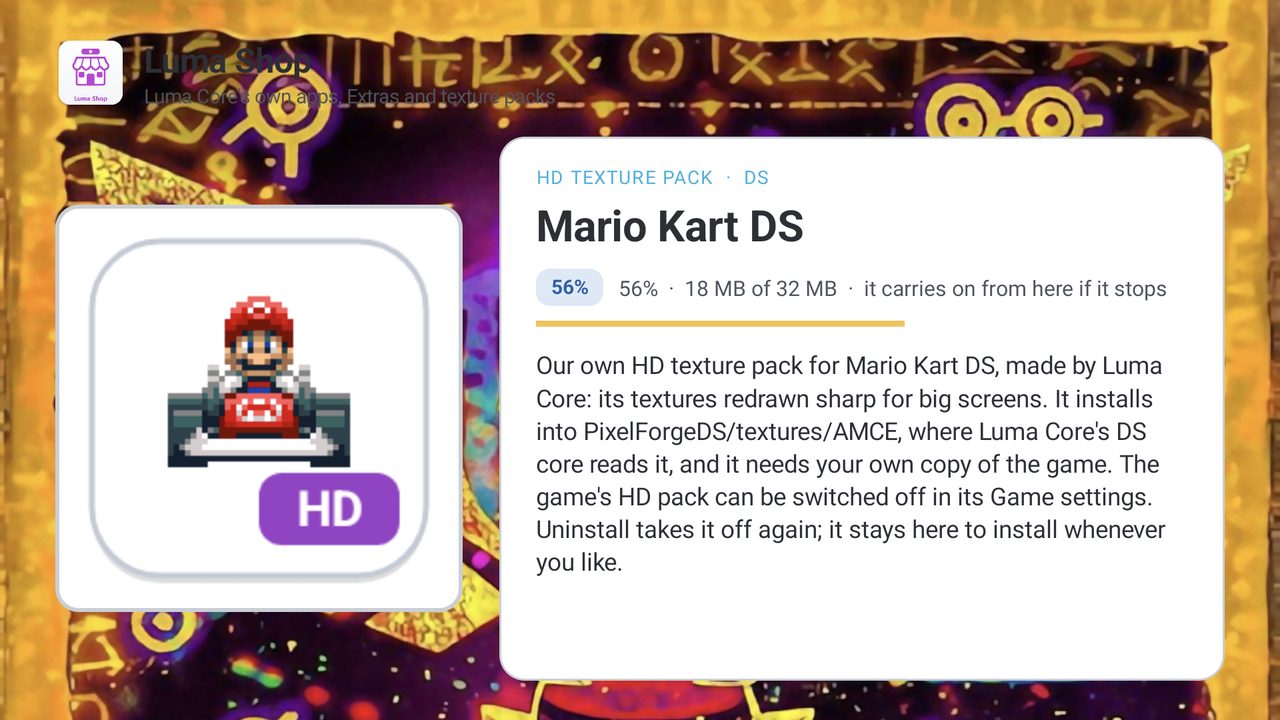 Luma Shop
Luma Shop
Luma Core's own apps, Extras and texture packs
HD TEXTURE PACK · DS
Mario Kart DS
56%
56% · 18 MB of 32 MB · it carries on from here if it stops
Our own HD texture pack for Mario Kart DS, made by Luma
Core: its textures redrawn sharp for big screens. It installs
into PixelForgeDS/textures/AMCE, where Luma Core's DS
core reads it, and it needs your own copy of the game. The
game's HD pack can be switched off in its Game settings.
Uninstall takes it off again; it stays here to install whenever
you like.
HD